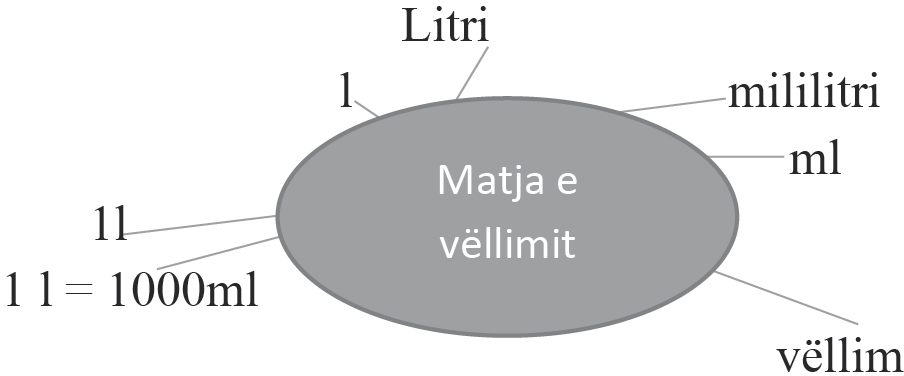 Litri
l
mililitri
ml
Matja e
vëllimit
1l
1 l = 1000ml
vëllim